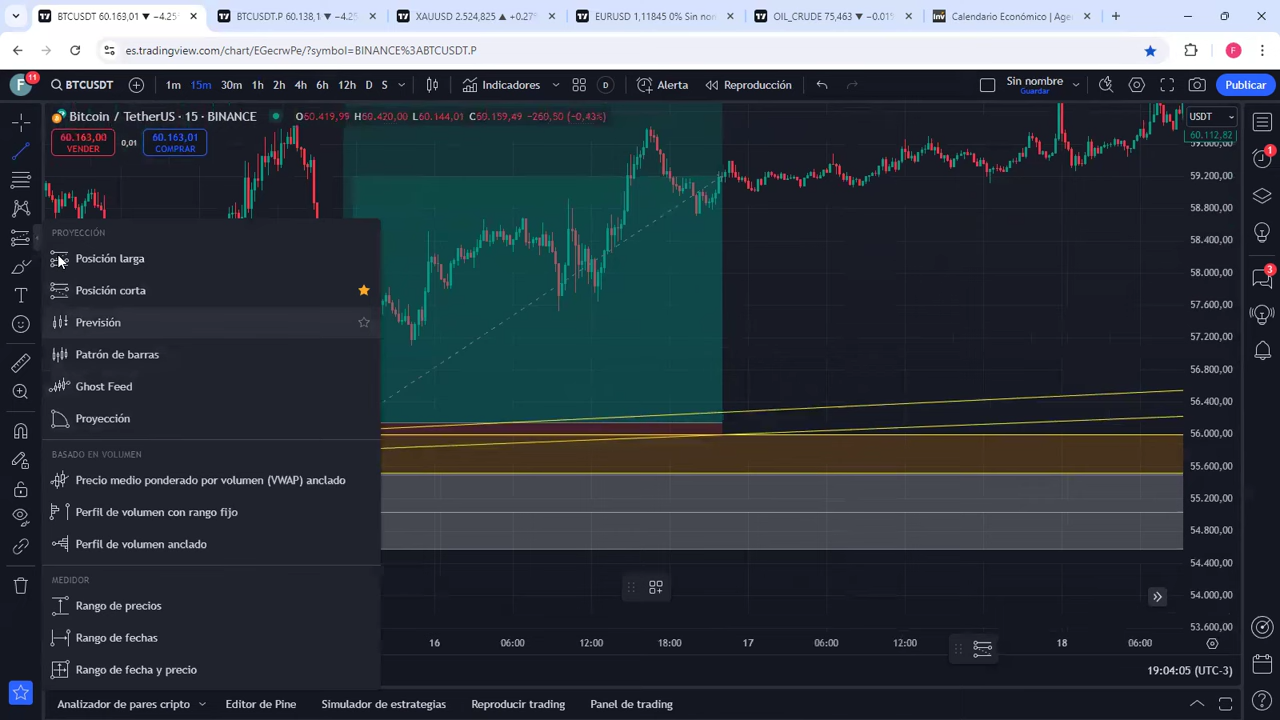 BTCUSDT 60.163,01 ▼ −4.25
BTCUSDT.P 60.138,1 ▼ −4.25
XAUUSD 2.524,825 ▲ +0.27
EURUSD 1,11845 0% Sin nom
OIL_CRUDE 75,463 ▼ −0.01%
Inv Calendario Económico | Age
es.tradingview.com/chart/EGecrwPe/?symbol=BINANCE%3ABTCUSDT.P
F
F 11 BTCUSDT 1m 15m 30m 1h 2h 4h 6h 12h D S Indicadores D Alerta Reproducción Sin nombre Publicar
Guardar
Bitcoin / TetherUS · 15 · BINANCE O60.419,99 H60.420,00 L60.144,01 C60.159,49 −260,50 (−0,43%) USDT
60.163,00 0,01 60.163,01
VENDER COMPRAR
60.112,82
59.600,00
59.200,00
58.800,00
58.400,00
58.000,00
57.600,00
57.200,00
56.800,00
56.400,00
56.000,00
55.600,00
55.200,00
54.800,00
54.400,00
54.000,00
53.600,00
1
3
PROYECCIÓN
Posición larga
Posición corta
Previsión
Patrón de barras
Ghost Feed
Proyección
BASADO EN VOLUMEN
Precio medio ponderado por volumen (VWAP) anclado
Perfil de volumen con rango fijo
Perfil de volumen anclado
MEDIDOR
Rango de precios
Rango de fechas
Rango de fecha y precio
16 06:00 12:00 18:00 17 06:00 12:00 18 06:00
19:04:05 (UTC-3)
Analizador de pares cripto Editor de Pine Simulador de estrategias Reproducir trading Panel de trading